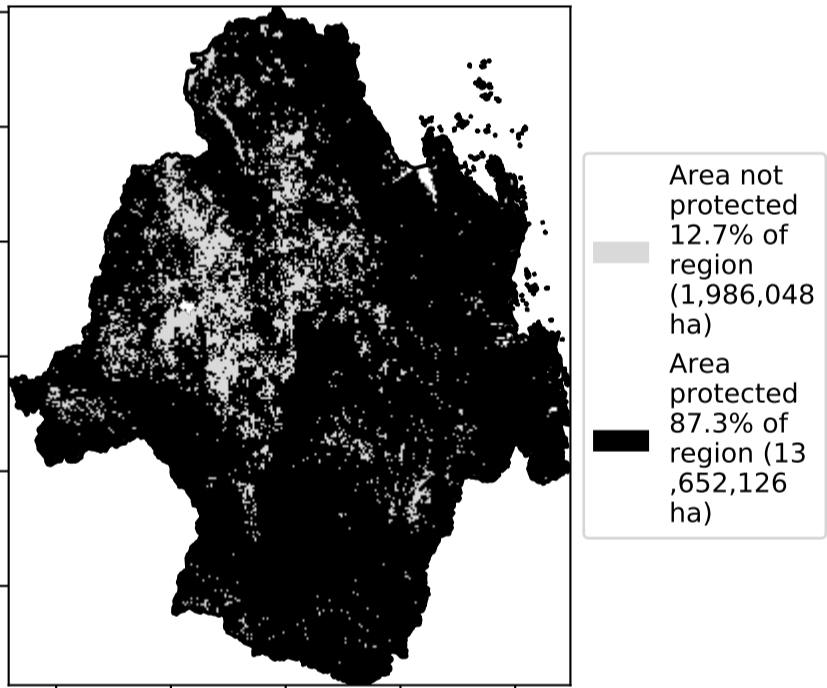 Area not
protected
12.7% of
region
(1,986,048
ha)
Area
protected
87.3% of
region (13
,652,126
ha)